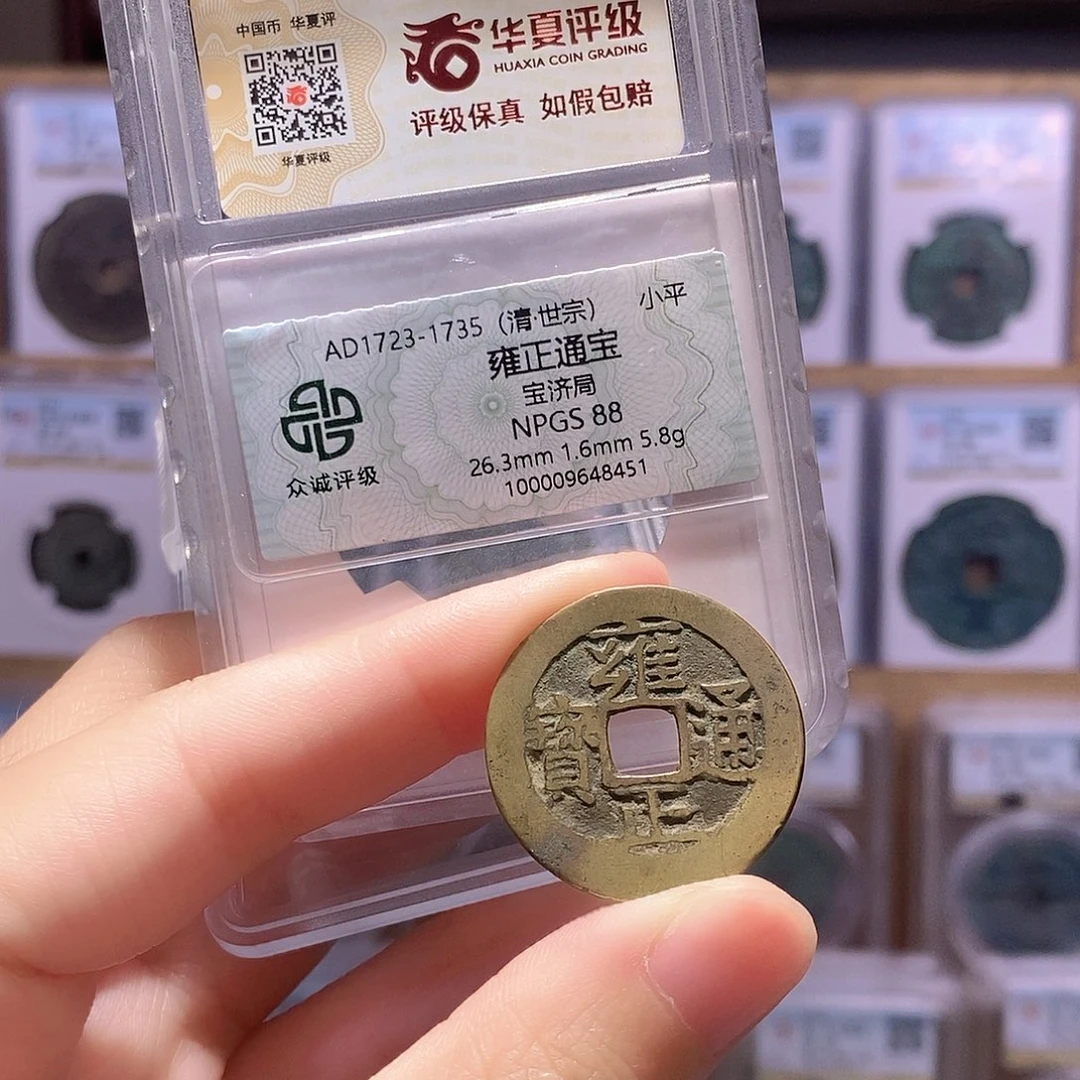 中国币 华夏评
华夏评级
华夏评级
HUAXIA COIN GRADING
评级保真 如假包赔
AD1723-1735 (清·世宗) 小平
雍正通宝
宝济局
NPGS 88
26.3mm 1.6mm 5.8g
100009648451
众诚评级
雍
正
通
寳